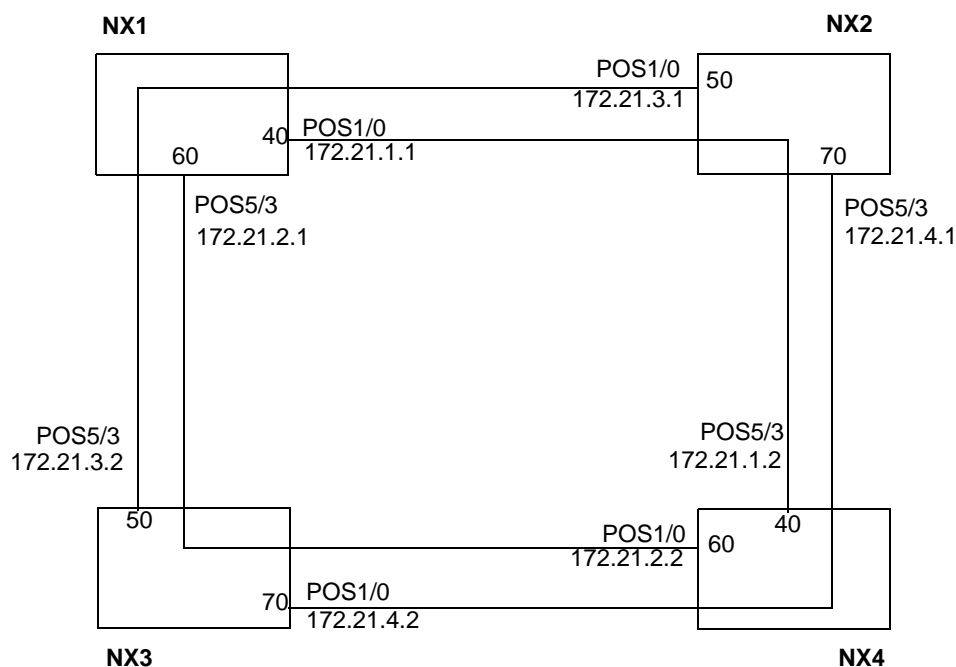 NX1
NX2
POS1/0
172.21.3.1
50
40
POS1/0
172.21.1.1
60
70
POS5/3
172.21.2.1
POS5/3
172.21.4.1
POS5/3
172.21.3.2
POS5/3
172.21.1.2
50
40
POS1/0
172.21.2.2
60
70
POS1/0
172.21.4.2
NX3
NX4